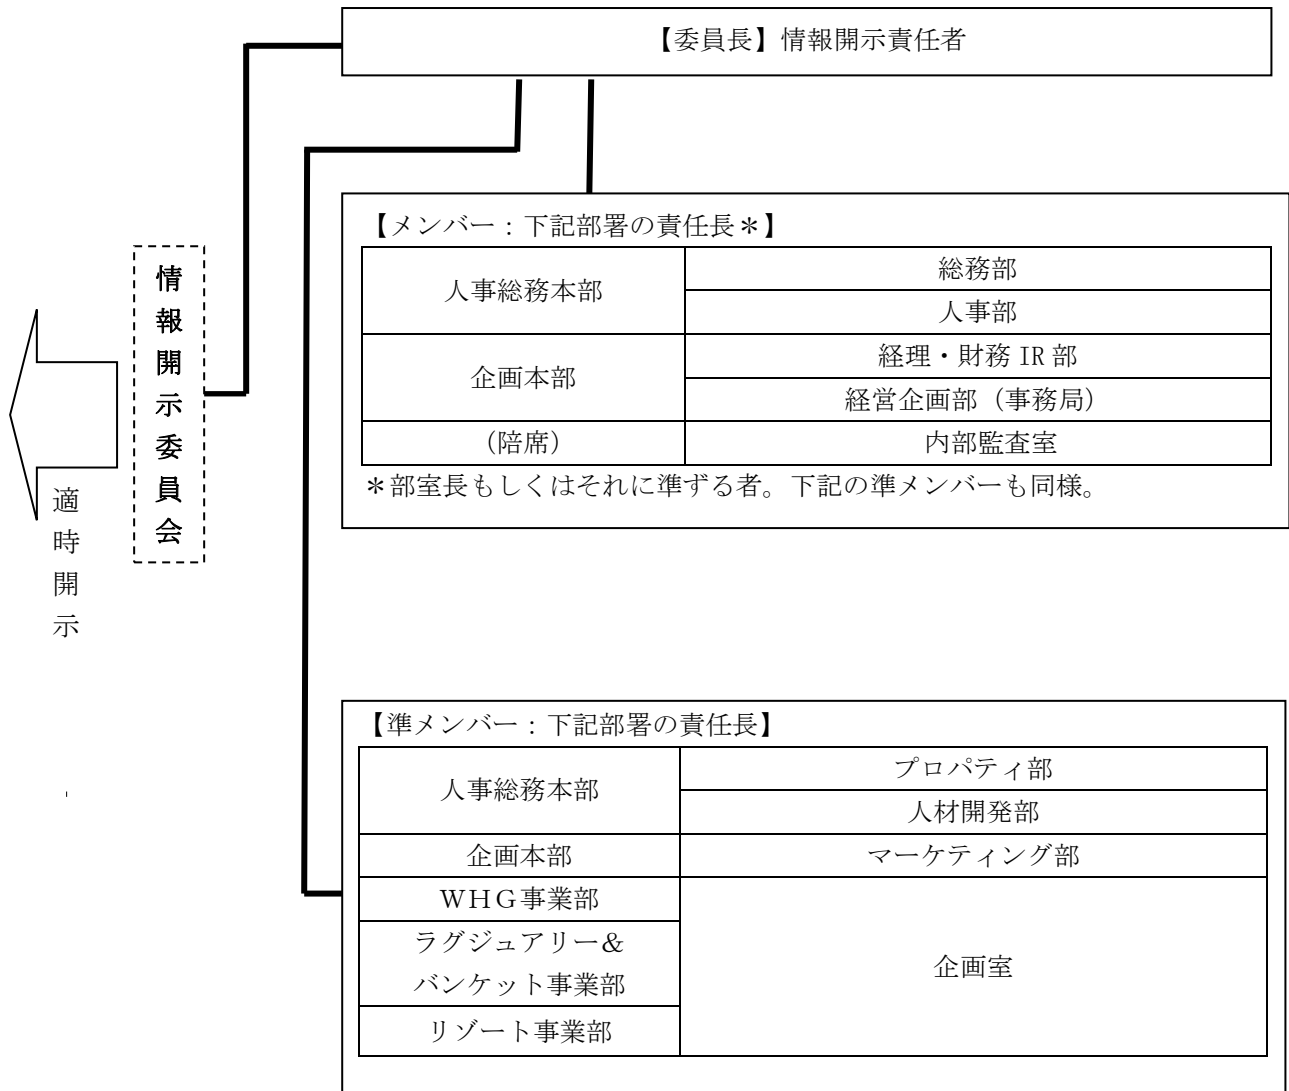 【委員長】情報開示責任者
情報開示委員会
適時開示
【メンバー：下記部署の責任長＊】
人事総務本部
総務部
人事部
企画本部
経理・財務 IR 部
経営企画部（事務局）
（陪席）
内部監査室
＊部室長もしくはそれに準ずる者。下記の準メンバーも同様。
【準メンバー：下記部署の責任長】
人事総務本部
プロパティ部
人材開発部
企画本部
マーケティング部
ＷＨＧ事業部
ラグジュアリー＆
バンケット事業部
リゾート事業部
企画室